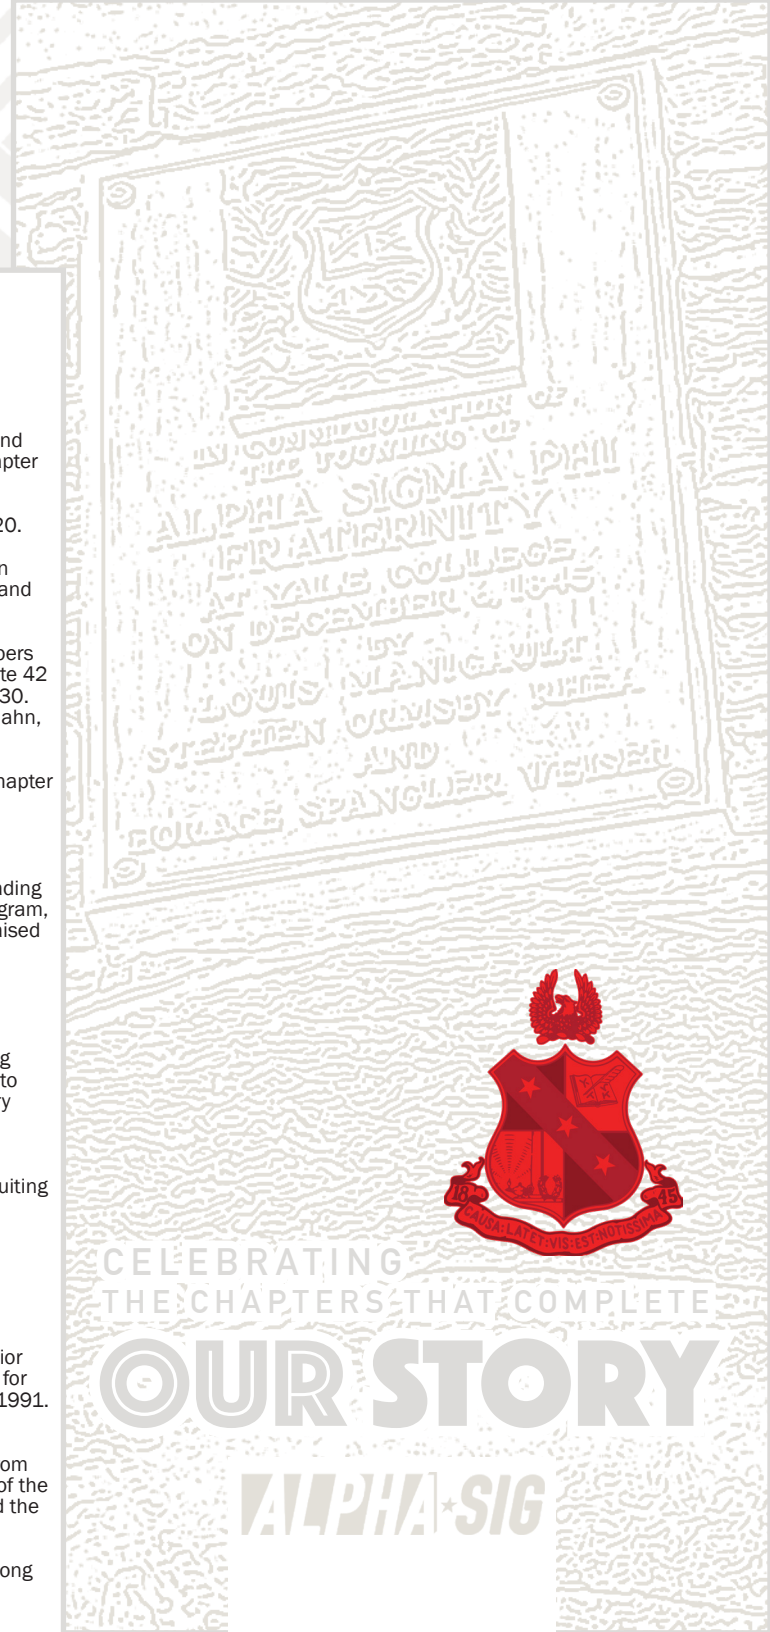 nd
apter
20.
n
and
bers
te 42
30.
ahn,
hapter
nding
gram,
nised
g
to
ry
uiting
ior
for
1991.
om
of the
d the
ong
IN COMMEMORATION OF
THE FOUNDING OF
ALPHA SIGMA PHI
FRATERNITY
AT YALE COLLEGE
ON DECEMBER 6, 1845
BY
LOUIS MANIGAULT
STEPHEN ORMSBY RHEA
AND
HORACE SPANGLER WEISER
18 45
CAUSA:LATET:VIS:EST:NOTISSIMA
CELEBRATING
THE CHAPTERS THAT COMPLETE
OUR STORY
ALPHA SIG